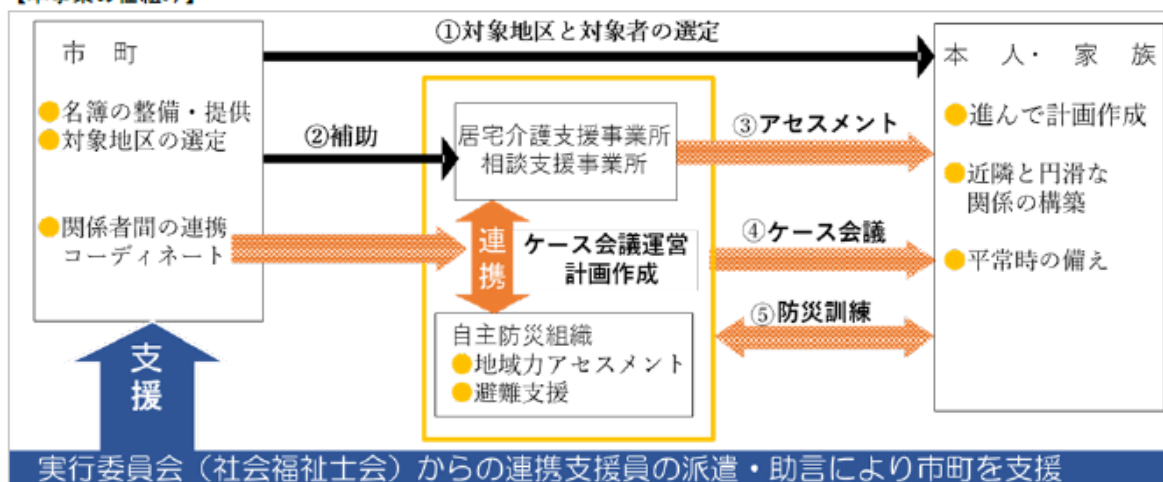 ①対象地区と対象者の選定
市 町
●名簿の整備・提供
●対象地区の選定
●関係者間の連携
コーディネート
②補助
居宅介護支援事業所
相談支援事業所
連携
ケース会議運営
計画作成
自主防災組織
●地域力アセスメント
●避難支援
③アセスメント
④ケース会議
⑤防災訓練
本 人・ 家 族
●進んで計画作成
●近隣と円滑な
関係の構築
●平常時の備え
支援
実行委員会（社会福祉士会）からの連携支援員の派遣・助言により市町を支援